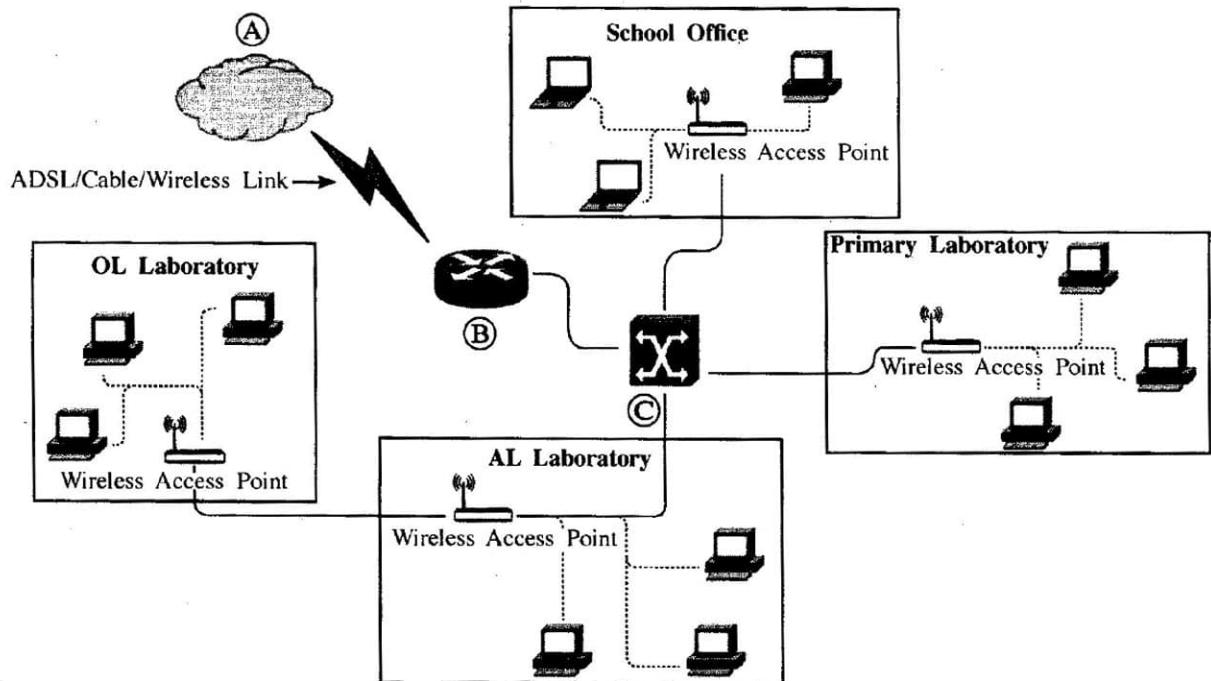 A
School Office
Wireless Access Point
ADSL/Cable/Wireless Link
OL Laboratory
Primary Laboratory
B
Wireless Access Point
C
AL Laboratory
Wireless Access Point
Wireless Access Point